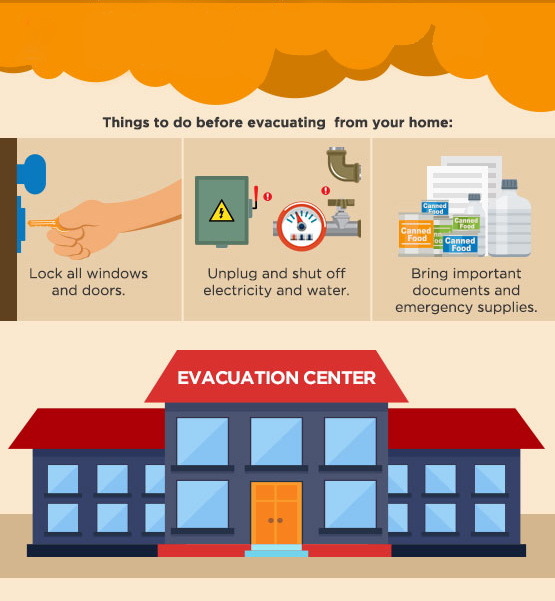 Things to do before evacuating from your home:
Lock all windows
and doors.
Unplug and shut off
electricity and water.
Canned
Food
Canned
Food
Canned
Food
Canned
Food
Bring important
documents and
emergency supplies.
EVACUATION CENTER